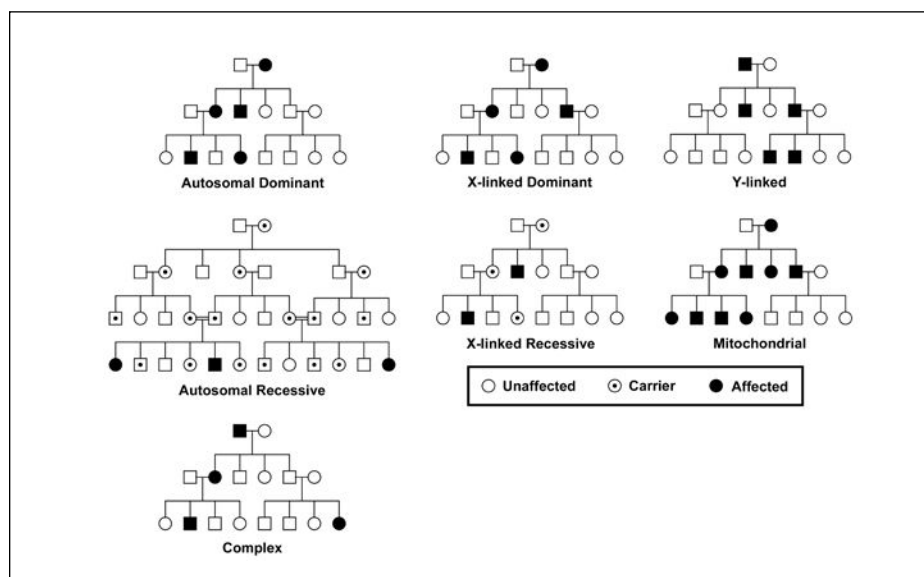 Autosomal Dominant
X-linked Dominant
Y-linked
Autosomal Recessive
X-linked Recessive
Mitochondrial
Unaffected Carrier Affected
Complex